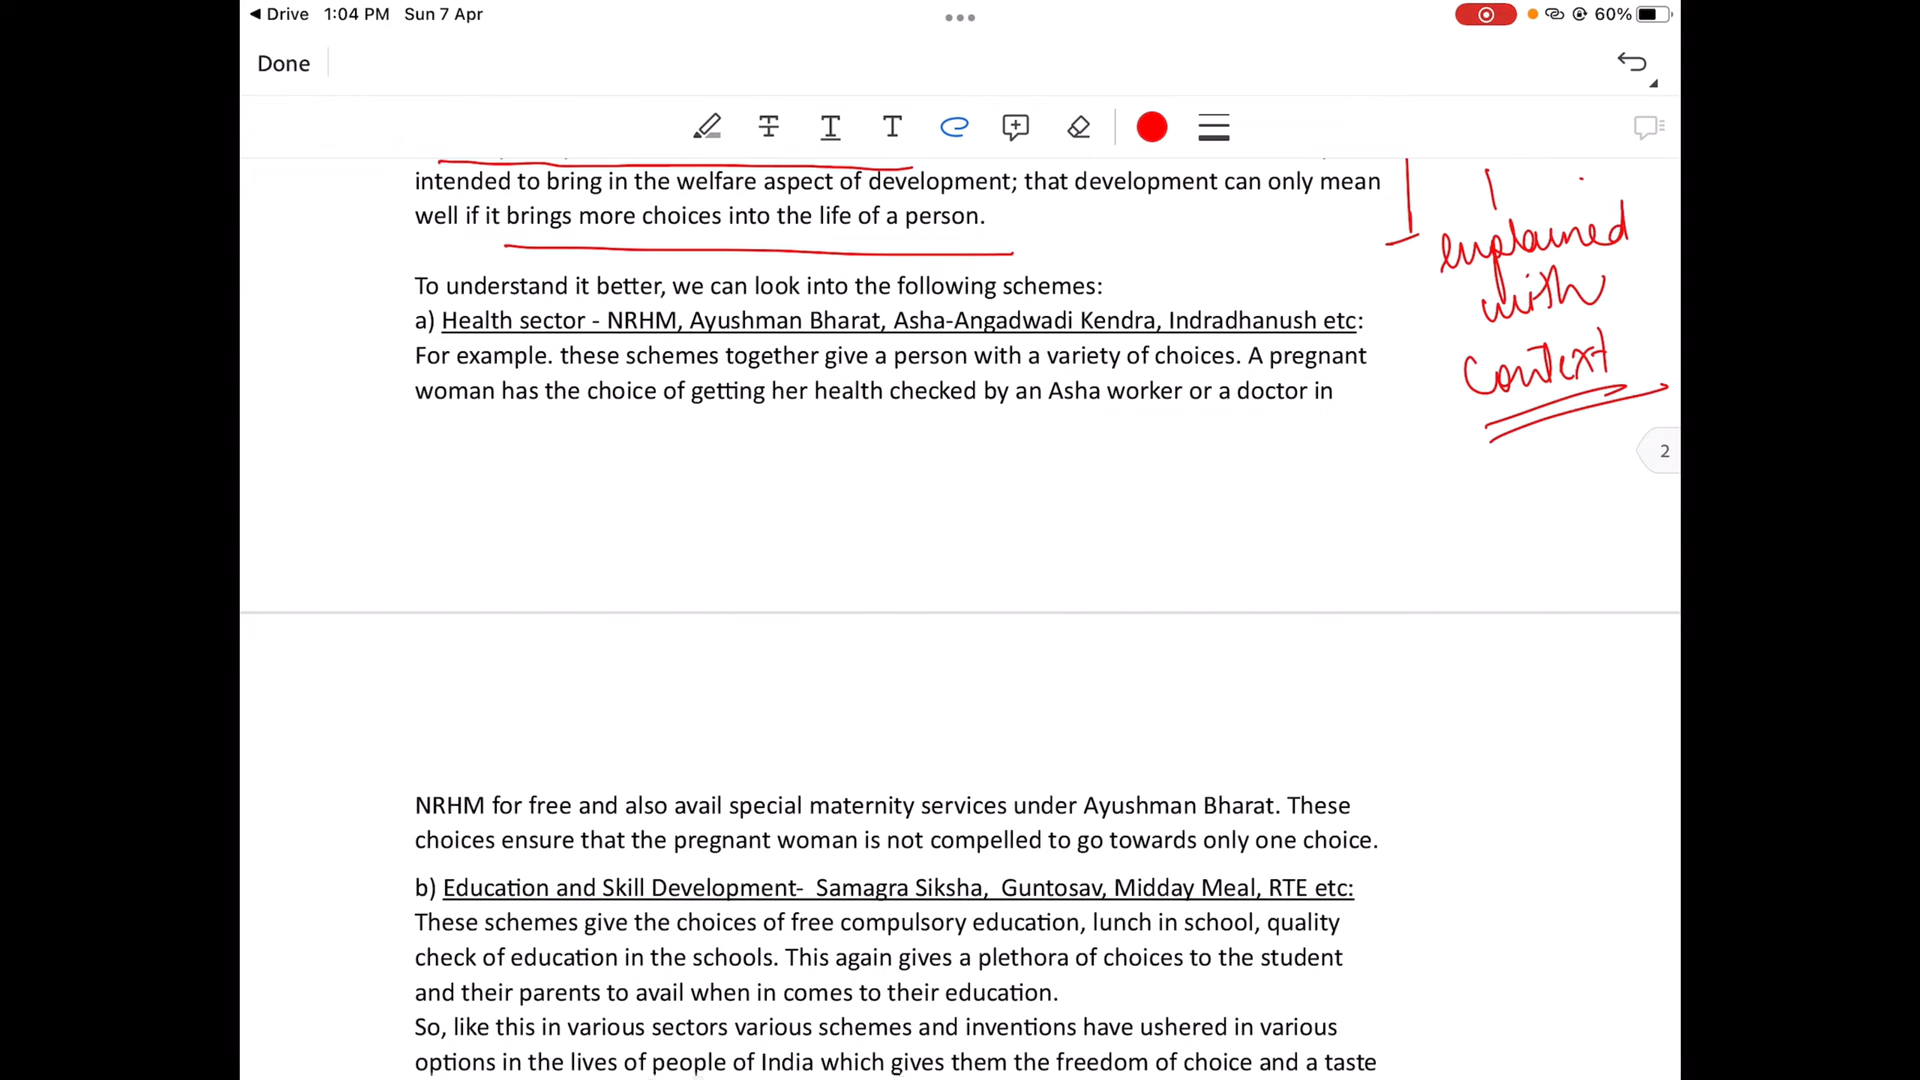 Drive 1:04 PM Sun 7 Apr
60%
Done
intended to bring in the welfare aspect of development; that development can only mean
well if it brings more choices into the life of a person.
explained
with
context
To understand it better, we can look into the following schemes:
a) Health sector - NRHM, Ayushman Bharat, Asha-Angadwadi Kendra, Indradhanush etc:
For example. these schemes together give a person with a variety of choices. A pregnant
woman has the choice of getting her health checked by an Asha worker or a doctor in
2
NRHM for free and also avail special maternity services under Ayushman Bharat. These
choices ensure that the pregnant woman is not compelled to go towards only one choice.
b) Education and Skill Development-  Samagra Siksha,  Guntosav, Midday Meal, RTE etc:
These schemes give the choices of free compulsory education, lunch in school, quality
check of education in the schools. This again gives a plethora of choices to the student
and their parents to avail when in comes to their education.
So, like this in various sectors various schemes and inventions have ushered in various
options in the lives of people of India which gives them the freedom of choice and a taste